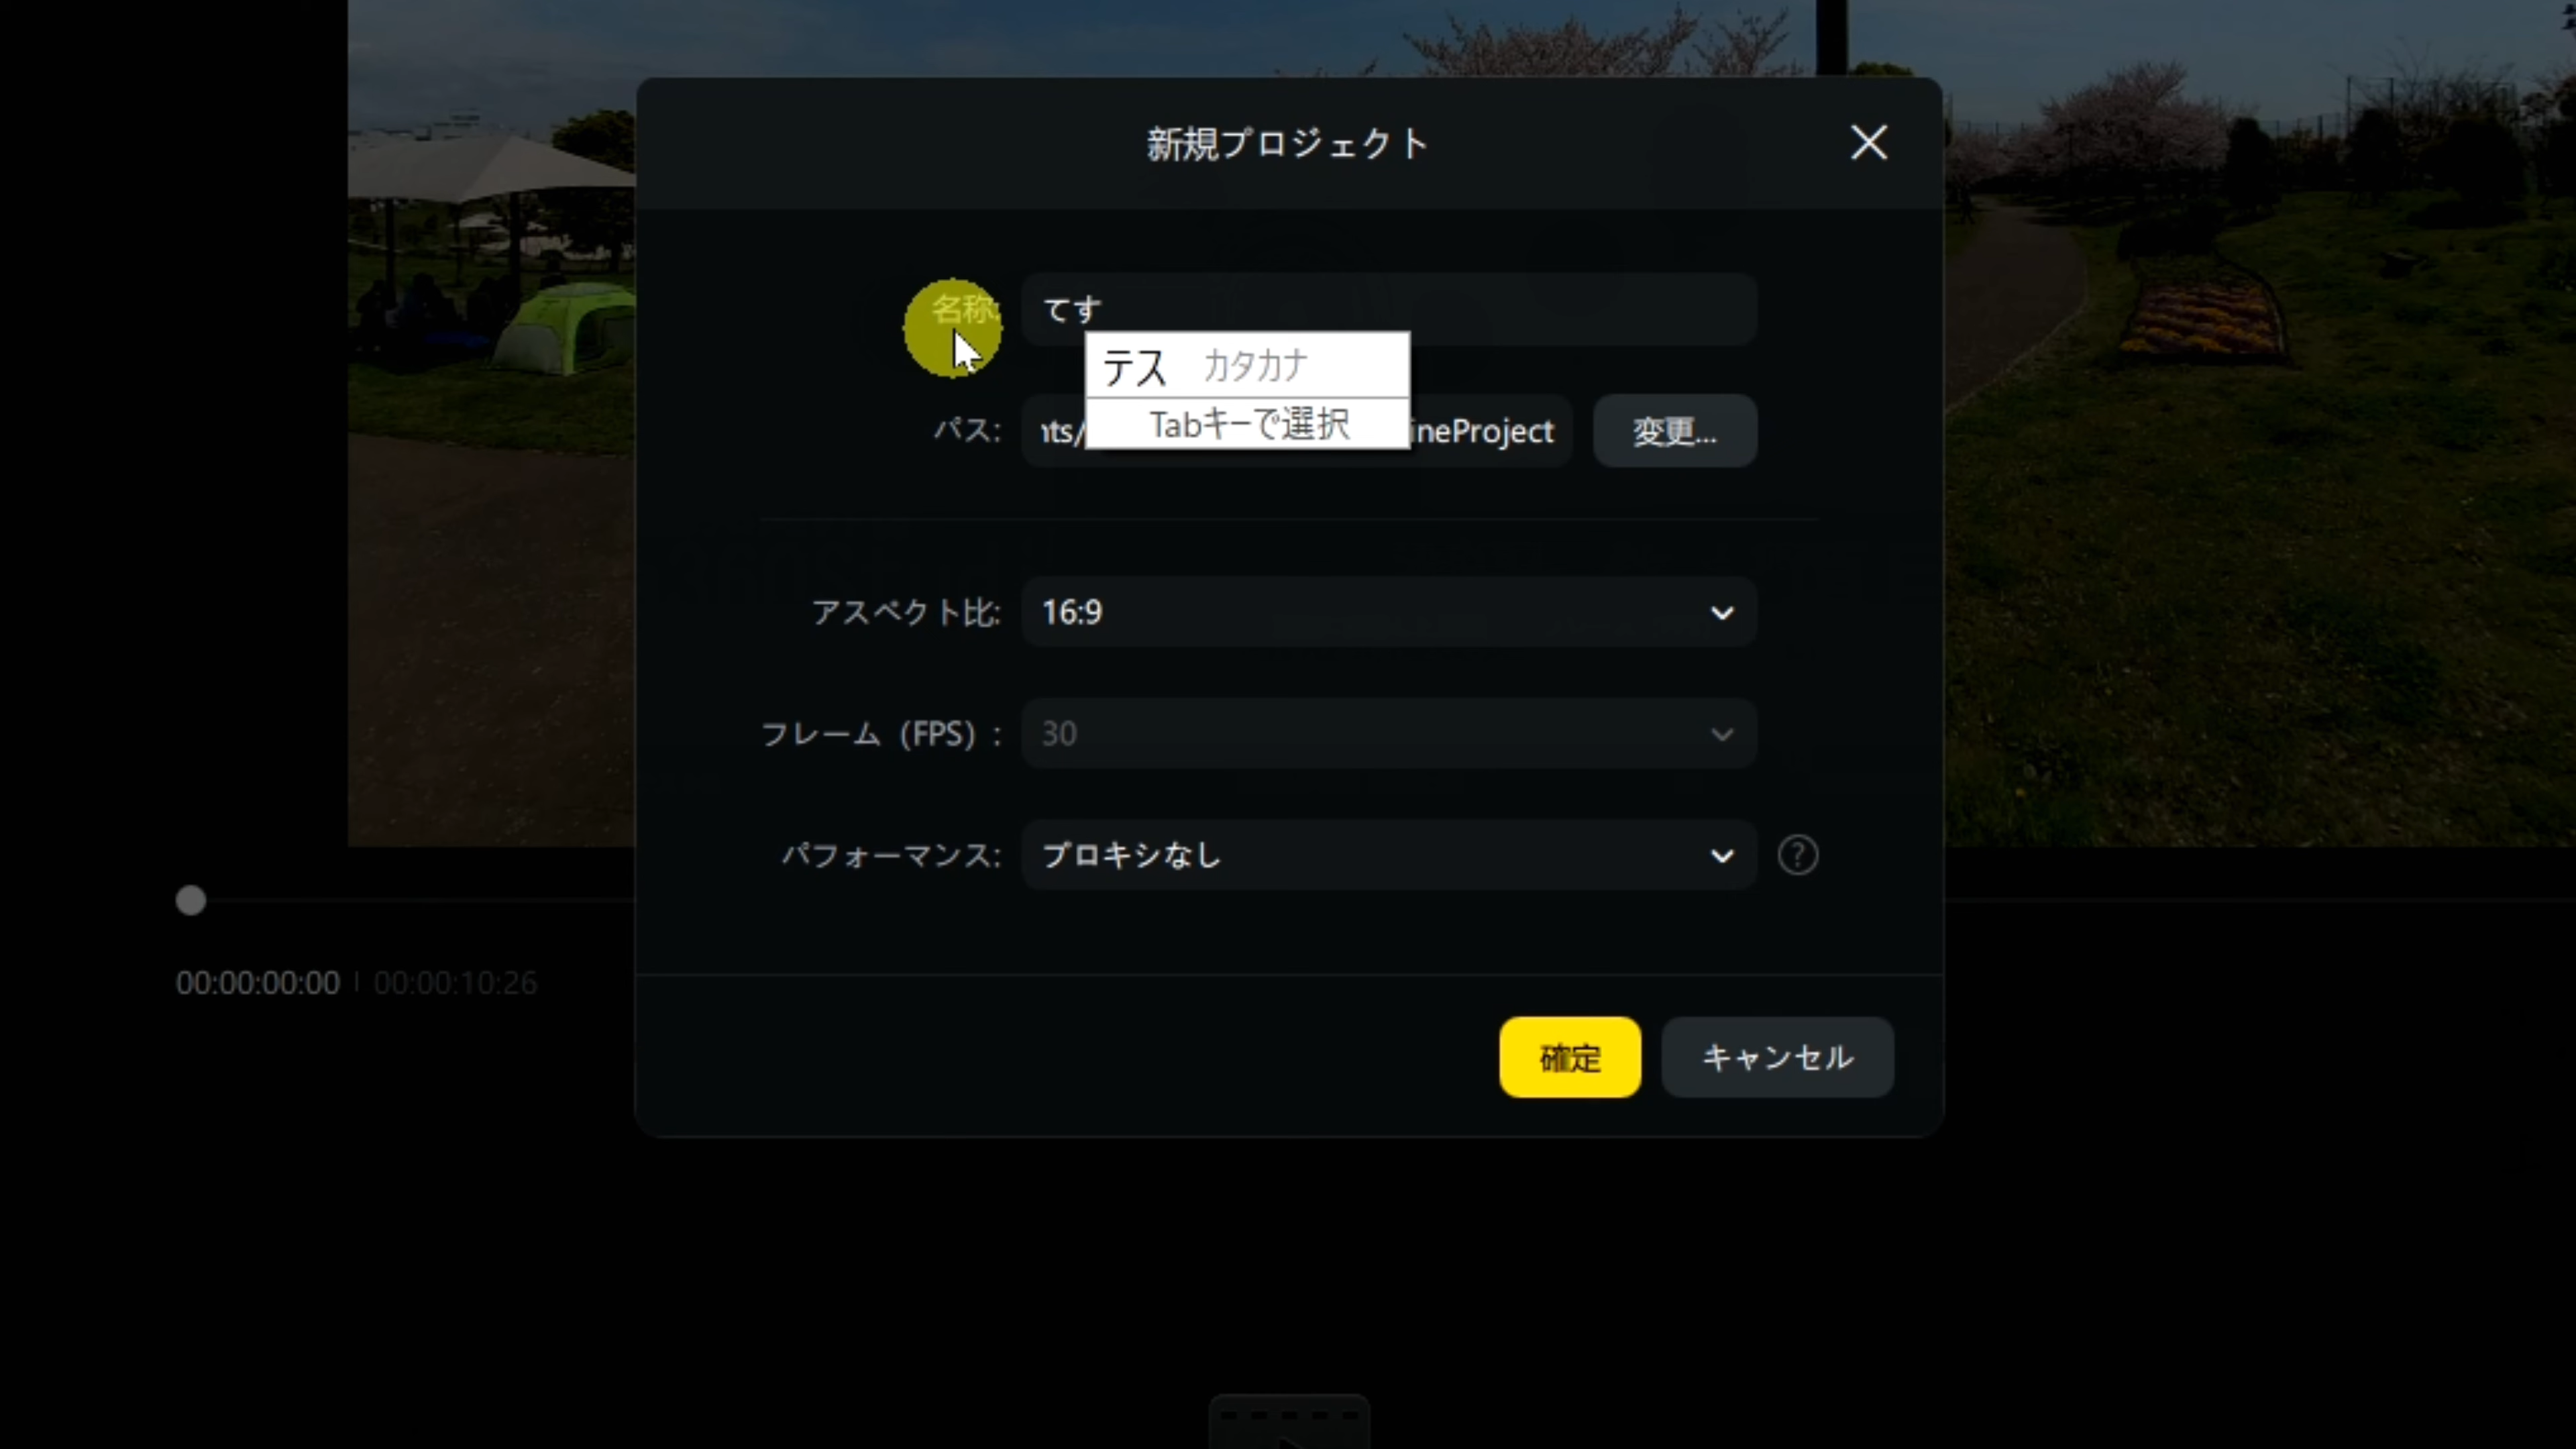 新規プロジェクト
名称: てす
テス カタカナ
Tabキーで選択
パス: nts/ ineProject 変更...
アスペクト比: 16:9
フレーム（FPS）: 30
パフォーマンス: プロキシなし ?
00:00:00:00 | 00:00:10:26
確定 キャンセル